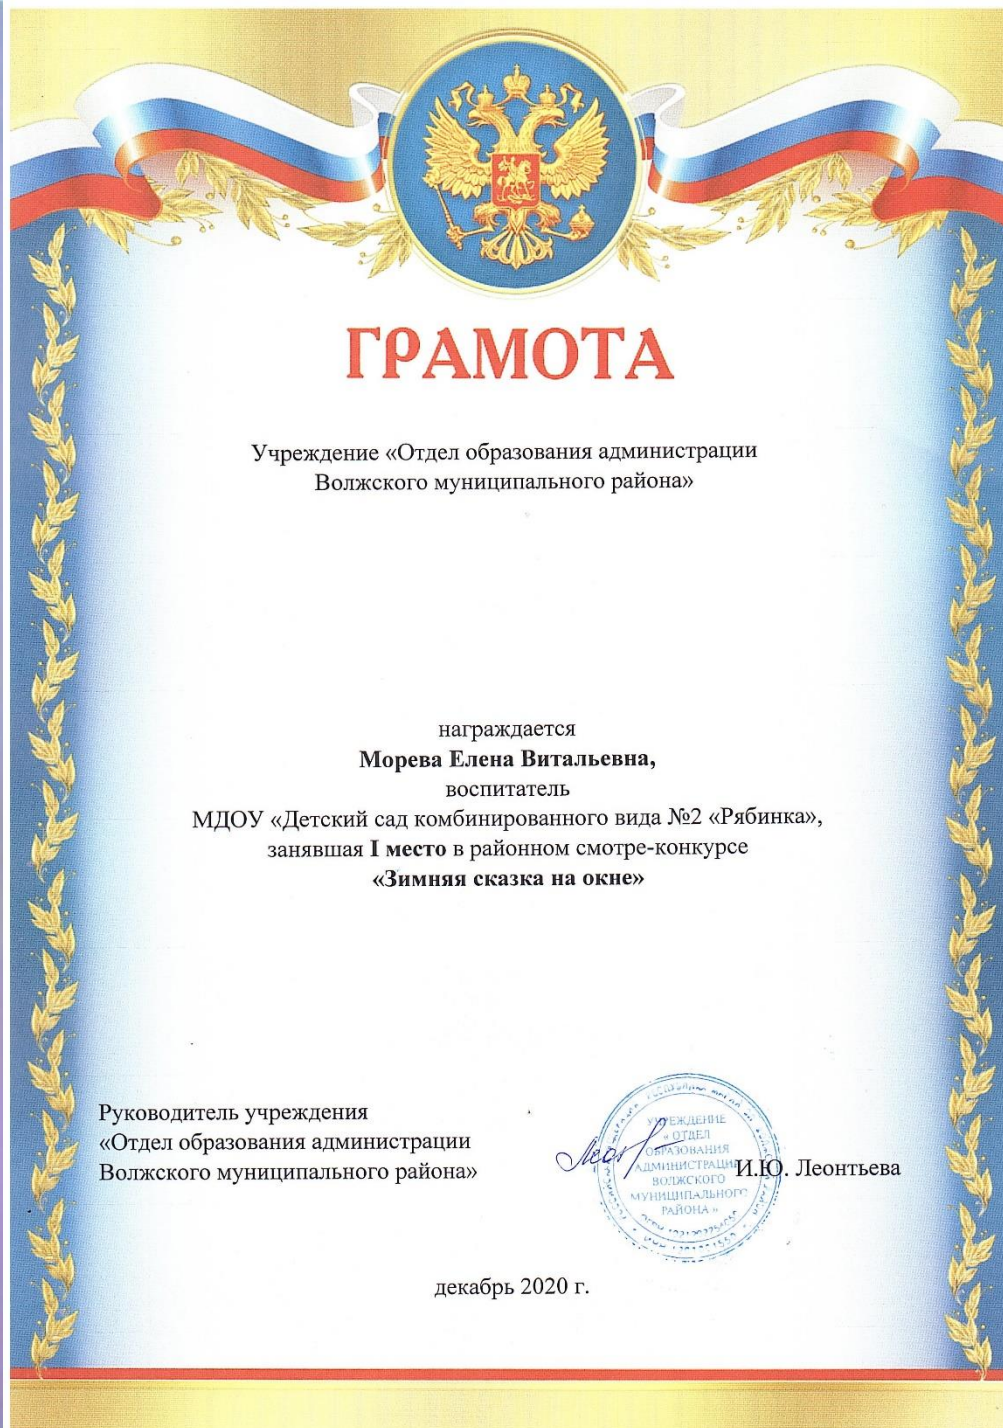 ГРАМОТА
Учреждение «Отдел образования администрации
Волжского муниципального района»
награждается
Морева Елена Витальевна,
воспитатель
МДОУ «Детский сад комбинированного вида №2 «Рябинка»,
занявшая I место в районном смотре-конкурсе
«Зимняя сказка на окне»
Руководитель учреждения
«Отдел образования администрации
Волжского муниципального района»
УЧРЕЖДЕНИЕ
«ОТДЕЛ
ОБРАЗОВАНИЯ
АДМИНИСТРАЦИИ
ВОЛЖСКОГО
МУНИЦИПАЛЬНОГО
РАЙОНА»
И.Ю. Леонтьева
декабрь 2020 г.